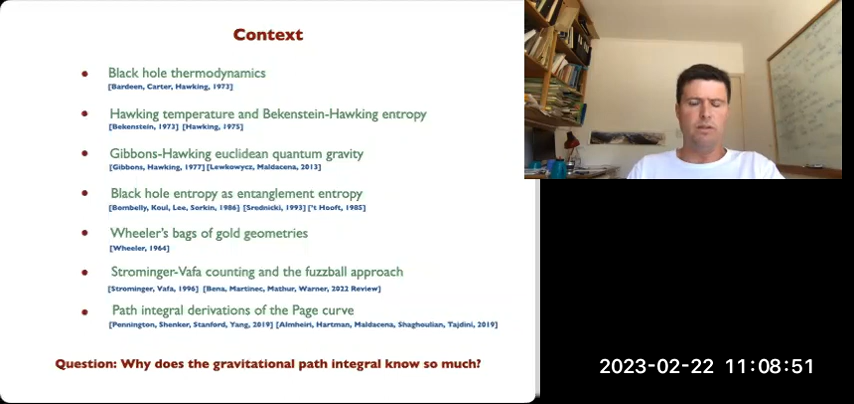 Context
• Black hole thermodynamics
[Bardeen, Carter, Hawking, 1973]
• Hawking temperature and Bekenstein-Hawking entropy
[Bekenstein, 1973] [Hawking, 1975]
• Gibbons-Hawking euclidean quantum gravity
[Gibbons, Hawking, 1977] [Lewkowycz, Maldacena, 2013]
• Black hole entropy as entanglement entropy
[Bombelly, Koul, Lee, Sorkin, 1986] [Srednicki, 1993] ['t Hooft, 1985]
• Wheeler's bags of gold geometries
[Wheeler, 1964]
• Strominger-Vafa counting and the fuzzball approach
[Strominger, Vafa, 1996] [Bena, Martinec, Mathur, Warner, 2022 Review]
• Path integral derivations of the Page curve
[Pennington, Shenker, Stanford, Yang, 2019] [Almheiri, Hartman, Maldacena, Shaghoulian, Tajdini, 2019]
Question: Why does the gravitational path integral know so much?
2023-02-22 11:08:51